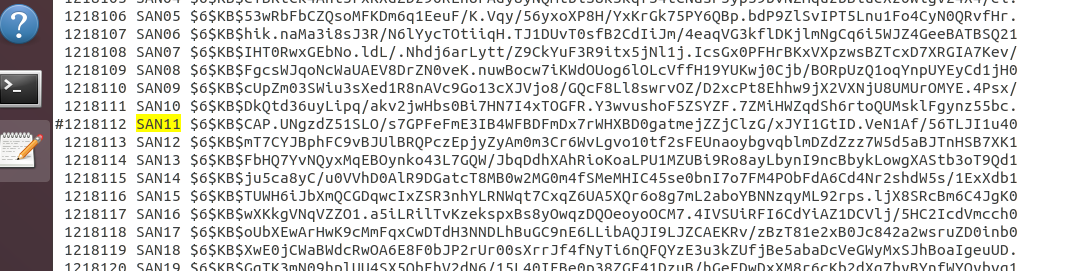 1218106 SAN05 $6$KB$53wRbFbCZQsoMFKDm6q1EeuF/K.Vqy/56yxoXP8H/YxKrGk75PY6QBp.bdP9ZlSvIPT5Lnu1Fo4CyN0QRvfHr.
1218107 SAN06 $6$KB$hik.naMa3i8sJ3R/N6lYycTOtiiqH.TJ1DUvT0sfB2CdIiJm/4eaqVG3kflDKjlmNgCq6i5WJZ4GeeBATBSQ21
1218108 SAN07 $6$KB$IHT0RwxGEbNo.ldL/.Nhdj6arLytt/Z9CkYuF3R9itx5jNl1j.IcsGx0PFHrBKxVXpzwsBZTcxD7XRGIA7Kev/
1218109 SAN08 $6$KB$FgcsWJqoNcWaUAEV8DrZN0veK.nuwBocw7iKWdOUog6lOLcVffH19YUKwj0Cjb/BORpUzQ1oqYnpUYEyCd1jH0
1218110 SAN09 $6$KB$cUpZm03SWiu3sXed1R8nAVc9Go13cXJVjo8/GQcF8Ll8swrvOZ/D2xcPt8Ehhw9jX2VXNjU8UMUrOMYE.4Psx/
1218111 SAN10 $6$KB$DkQtd36uyLipq/akv2jwHbs0Bi7HN7I4xTOGFR.Y3wvushoF5ZSYZF.7ZMiHWZqdSh6rtoQUMsklFgynz55bc.
#1218112 SAN11 $6$KB$CAP.UNgzdZ51SLO/s7GPFeFmE3IB4WFBDFmDx7rWHXBD0gatmejZZjClzG/xJYI1GtID.VeN1Af/56TLJI1u40
1218113 SAN12 $6$KB$mT7CYJBphFC9vBJUlBRQPczEpjyZyAm0m3Cr6WvLgvo10tf2sFEUnaoybgvqblmDZdZzz7W5d5aBJTnHSB7XK1
1218114 SAN13 $6$KB$FbHQ7YvNQyxMqEBOynko43L7GQW/JbqDdhXAhRioKoaLPU1MZUBi9Ro8ayLbynI9ncBbykLowgXAStb3oT9Qd1
1218115 SAN14 $6$KB$ju5ca8yC/u0VVhD0AlR9DGatcT8MB0w2MG0m4fSMeMHIC45se0bnI7o7FM4PObFdA6Cd4Nr2shdW5s/1ExXdb1
1218116 SAN15 $6$KB$TUWH6iJbXmQCGDqwcIxZSR3nhYLRNWqt7CxqZ6UA5XQr6o8g7mL2aboYBNNzqyML92rps.ljX8SRcBm6C4JgK0
1218117 SAN16 $6$KB$wXKkgVNqVZZO1.a5iLRilTvKzekspxBs8yOwqzDQOeoyoOCM7.4IVSUiRFI6CdYiAZ1DCVlj/5HC2IcdVmcch0
1218118 SAN17 $6$KB$oUbXEwArHwK9cMmFqxCwDTdH3NNDLhBuGC9nE6LLibAQJI9LJZCAEKRv/zBzT81e2xB0Jc842a2wsruZD0inb0
1218119 SAN18 $6$KB$XwE0jCWaBWdcRwOA6E8F0bJP2rUr00sXrrJf4fNyTi6nQFQYzE3u3kZUfjBe5abaDcVeGWyMxSJhBoaIgeuUD.